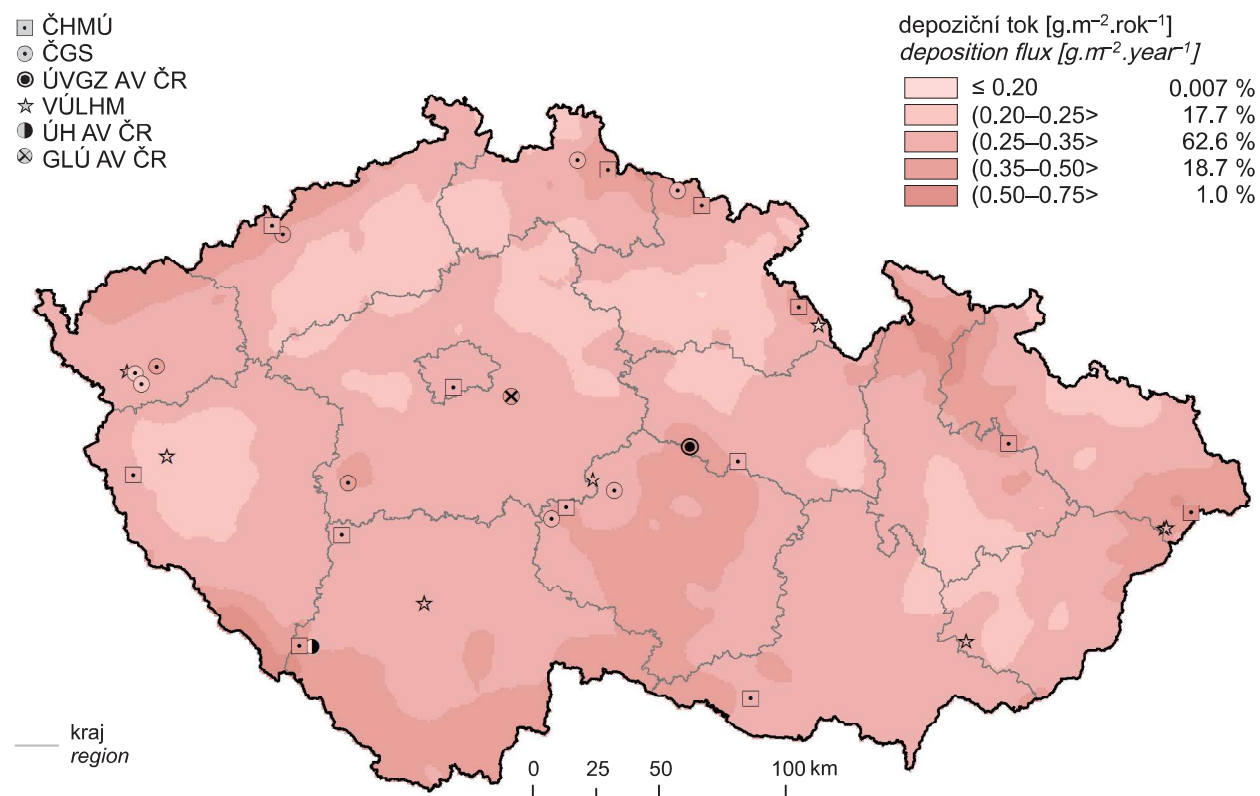 ČHMÚ
ČGS
ÚVGZ AV ČR
VÚLHM
ÚH AV ČR
GLÚ AV ČR
depoziční tok [g.m⁻².rok⁻¹]
deposition flux [g.m⁻².year⁻¹]
≤ 0.20 0.007 %
(0.20–0.25> 17.7 %
(0.25–0.35> 62.6 %
(0.35–0.50> 18.7 %
(0.50–0.75> 1.0 %
kraj
region
0 25 50 100 km